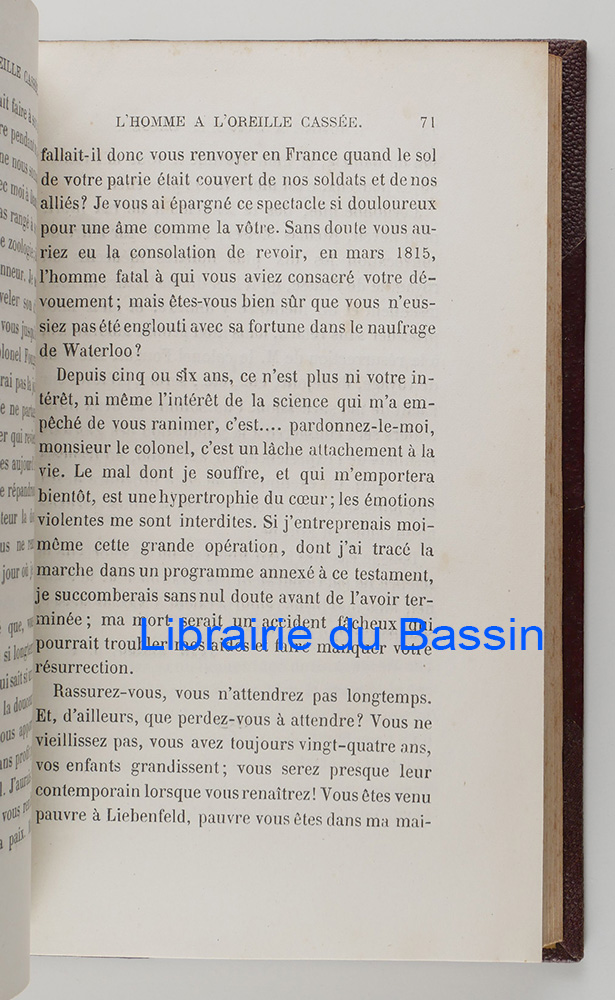 L'HOMME A L'OREILLE CASSÉE. 71
fallait-il donc vous renvoyer en France quand le sol
de votre patrie était couvert de nos soldats et de nos
alliés? Je vous ai épargné ce spectacle si douloureux
pour une âme comme la vôtre. Sans doute vous au-
riez eu la consolation de revoir, en mars 1815,
l'homme fatal à qui vous aviez consacré votre dé-
vouement; mais êtes-vous bien sûr que vous n'eus-
siez pas été englouti avec sa fortune dans le naufrage
de Waterloo?
Depuis cinq ou six ans, ce n'est plus ni votre in-
térêt, ni même l'intérêt de la science qui m'a em-
pêché de vous ranimer, c'est.... pardonnez-le-moi,
monsieur le colonel, c'est un lâche attachement à la
vie. Le mal dont je souffre, et qui m'emportera
bientôt, est une hypertrophie du cœur; les émotions
violentes me sont interdites. Si j'entreprenais moi-
même cette grande opération, dont j'ai tracé la
marche dans un programme annexé à ce testament,
je succomberais sans nul doute avant de l'avoir ter-
minée; ma mort serait un accident fâcheux qui
pourrait troubler mes aides et faire manquer votre
résurrection.
Rassurez-vous, vous n'attendrez pas longtemps.
Et, d'ailleurs, que perdez-vous à attendre? Vous ne
vieillissez pas, vous avez toujours vingt-quatre ans,
vos enfants grandissent; vous serez presque leur
contemporain lorsque vous renaîtrez! Vous êtes venu
pauvre à Liebenfeld, pauvre vous êtes dans ma mai-
Librairie du Bassin